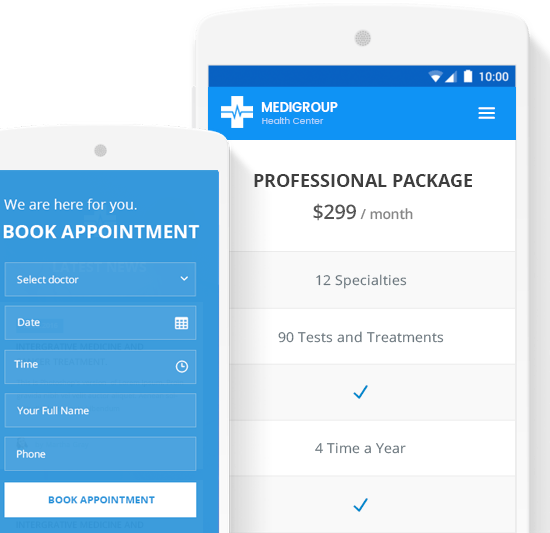 10:00
MEDIGROUP
Health Center
PROFESSIONAL PACKAGE
$299 / month
12 Specialties
90 Tests and Treatments
4 Time a Year
We are here for you.
BOOK APPOINTMENT
Select doctor
Date
Time
Your Full Name
Phone
BOOK APPOINTMENT